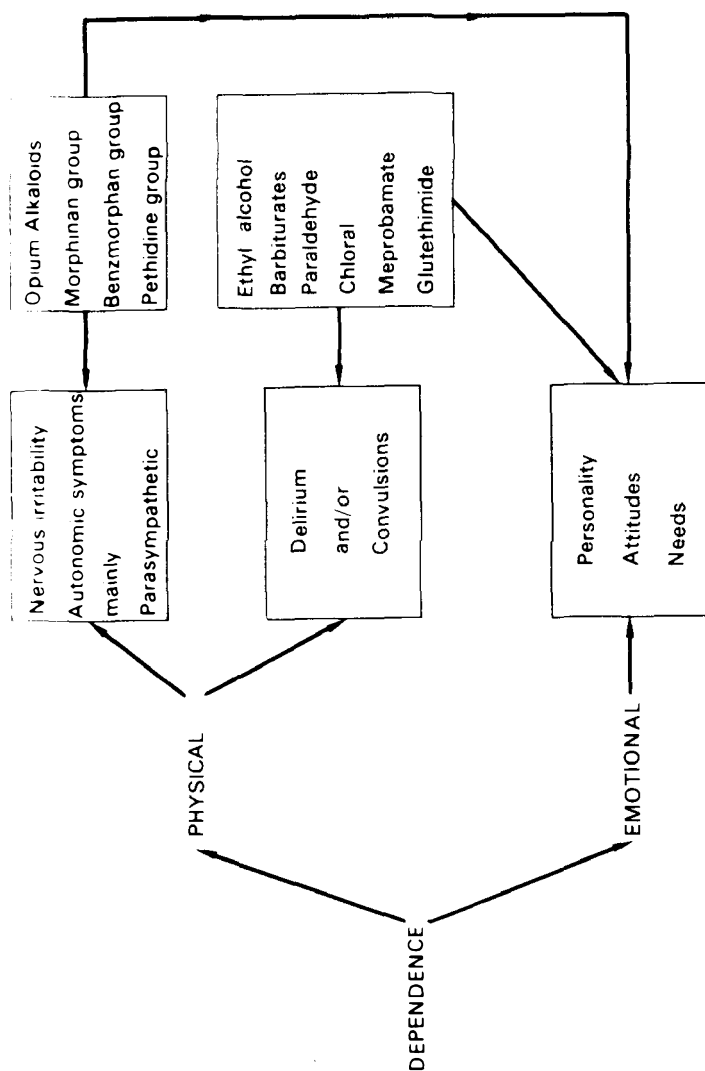 DEPENDENCE
PHYSICAL
EMOTIONAL
Nervous irritability
Autonomic symptoms
mainly
Parasympathetic
Delirium
and/or
Convulsions
Personality
Attitudes
Needs
Opium Alkaloids
Morphinan group
Benzmorphan group
Pethidine group
Ethyl alcohol
Barbiturates
Paraldehyde
Chloral
Meprobamate
Glutethimide